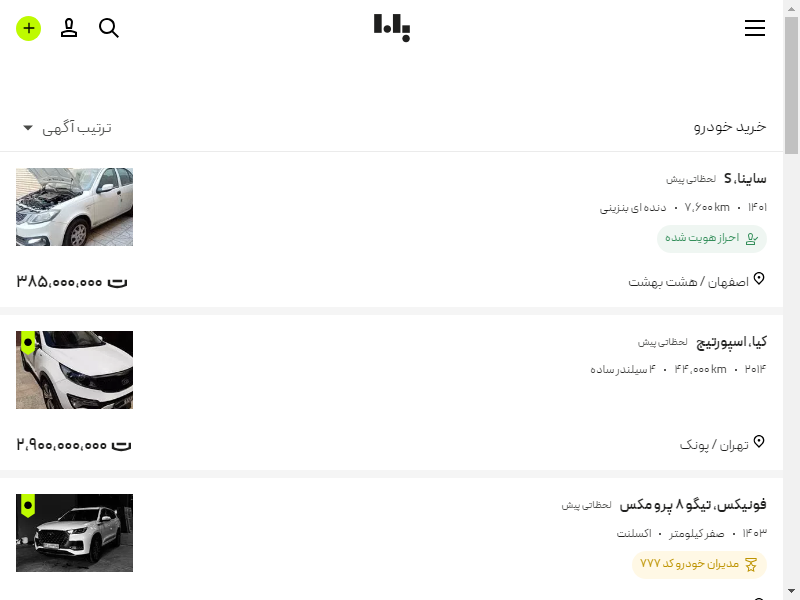 باما
خرید خودرو
ترتیب آگهی
ساینا، S لحظاتی پیش
۱۴۰۱ • ۷,۶۰۰ km • دنده ای بنزینی
احراز هویت شده
اصفهان / هشت بهشت
۳۸۵,۰۰۰,۰۰۰
کیا، اسپورتیج لحظاتی پیش
۲۰۱۴ • ۴۴,۰۰۰ km • ۴ سیلندر ساده
تهران / پونک
۲,۹۰۰,۰۰۰,۰۰۰
فونیکس، تیگو ۸ پرو مکس لحظاتی پیش
۱۴۰۳ • صفر کیلومتر • اکسلنت
مدیران خودرو کد ۷۷۷